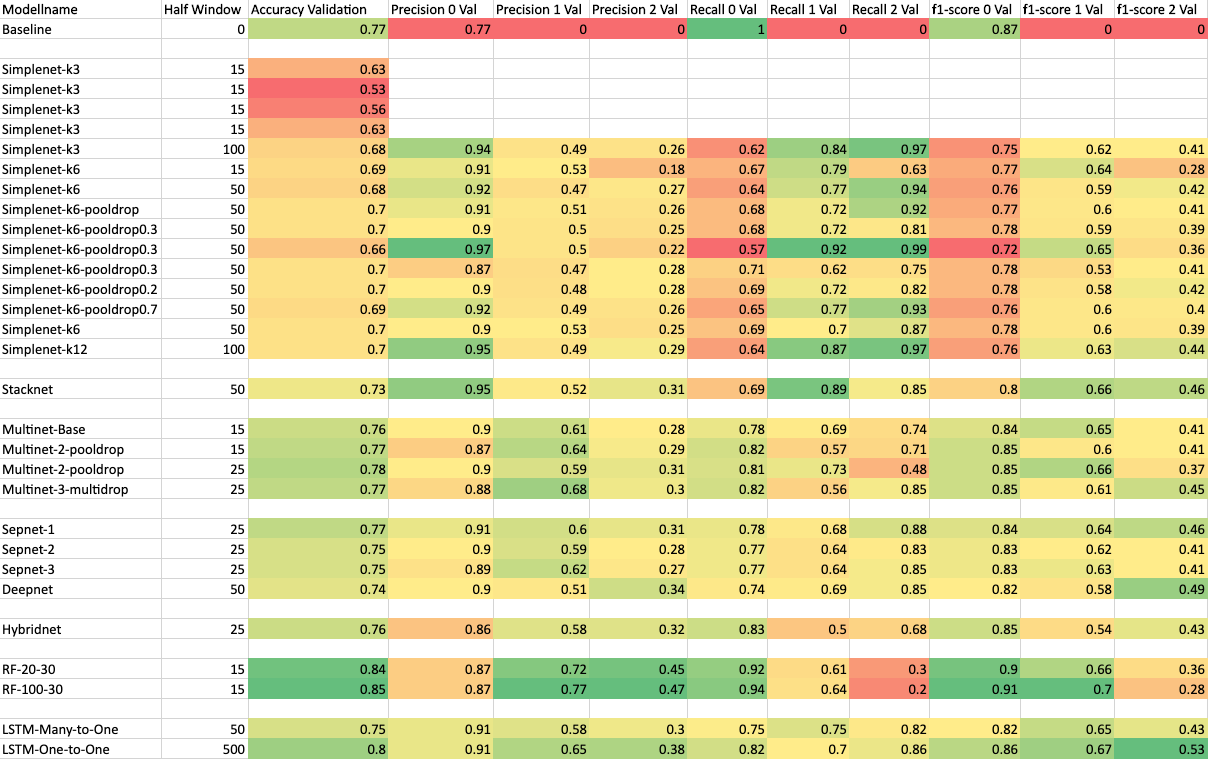 Modellname Half Window Accuracy Validation Precision 0 Val Precision 1 Val Precision 2 Val Recall 0 Val Recall 1 Val Recall 2 Val f1-score 0 Val f1-score 1 Val f1-score 2 Val
Baseline 0 0.77 0.77 0 0 1 0 0 0.87 0 0
Simplenet-k3 15 0.63
Simplenet-k3 15 0.53
Simplenet-k3 15 0.56
Simplenet-k3 15 0.63
Simplenet-k3 100 0.68 0.94 0.49 0.26 0.62 0.84 0.97 0.75 0.62 0.41
Simplenet-k6 15 0.69 0.91 0.53 0.18 0.67 0.79 0.63 0.77 0.64 0.28
Simplenet-k6 50 0.68 0.92 0.47 0.27 0.64 0.77 0.94 0.76 0.59 0.42
Simplenet-k6-pooldrop 50 0.7 0.91 0.51 0.26 0.68 0.72 0.92 0.77 0.6 0.41
Simplenet-k6-pooldrop0.3 50 0.7 0.9 0.5 0.25 0.68 0.72 0.81 0.78 0.59 0.39
Simplenet-k6-pooldrop0.3 50 0.66 0.97 0.5 0.22 0.57 0.92 0.99 0.72 0.65 0.36
Simplenet-k6-pooldrop0.3 50 0.7 0.87 0.47 0.28 0.71 0.62 0.75 0.78 0.53 0.41
Simplenet-k6-pooldrop0.2 50 0.7 0.9 0.48 0.28 0.69 0.72 0.82 0.78 0.58 0.42
Simplenet-k6-pooldrop0.7 50 0.69 0.92 0.49 0.26 0.65 0.77 0.93 0.76 0.6 0.4
Simplenet-k6 50 0.7 0.9 0.53 0.25 0.69 0.7 0.87 0.78 0.6 0.39
Simplenet-k12 100 0.7 0.95 0.49 0.29 0.64 0.87 0.97 0.76 0.63 0.44
Stacknet 50 0.73 0.95 0.52 0.31 0.69 0.89 0.85 0.8 0.66 0.46
Multinet-Base 15 0.76 0.9 0.61 0.28 0.78 0.69 0.74 0.84 0.65 0.41
Multinet-2-pooldrop 15 0.77 0.87 0.64 0.29 0.82 0.57 0.71 0.85 0.6 0.41
Multinet-2-pooldrop 25 0.78 0.9 0.59 0.31 0.81 0.73 0.48 0.85 0.66 0.37
Multinet-3-multidrop 25 0.77 0.88 0.68 0.3 0.82 0.56 0.85 0.85 0.61 0.45
Sepnet-1 25 0.77 0.91 0.6 0.31 0.78 0.68 0.88 0.84 0.64 0.46
Sepnet-2 25 0.75 0.9 0.59 0.28 0.77 0.64 0.83 0.83 0.62 0.41
Sepnet-3 25 0.75 0.89 0.62 0.27 0.77 0.64 0.85 0.83 0.63 0.41
Deepnet 50 0.74 0.9 0.51 0.34 0.74 0.69 0.85 0.82 0.58 0.49
Hybridnet 25 0.76 0.86 0.58 0.32 0.83 0.5 0.68 0.85 0.54 0.43
RF-20-30 15 0.84 0.87 0.72 0.45 0.92 0.61 0.3 0.9 0.66 0.36
RF-100-30 15 0.85 0.87 0.77 0.47 0.94 0.64 0.2 0.91 0.7 0.28
LSTM-Many-to-One 50 0.75 0.91 0.58 0.3 0.75 0.75 0.82 0.82 0.65 0.43
LSTM-One-to-One 500 0.8 0.91 0.65 0.38 0.82 0.7 0.86 0.86 0.67 0.53